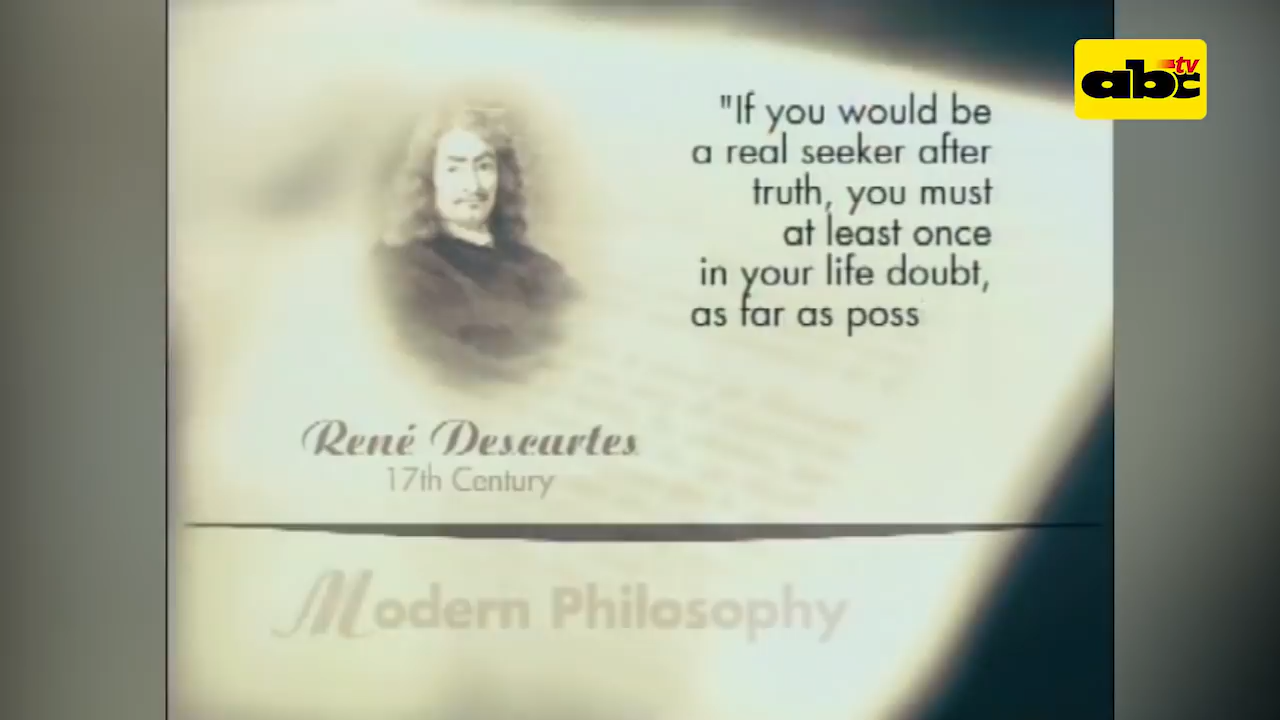 abc tv
"If you would be
a real seeker after
truth, you must
at least once
in your life doubt,
as far as poss
René Descartes
17th Century
Modern Philosophy